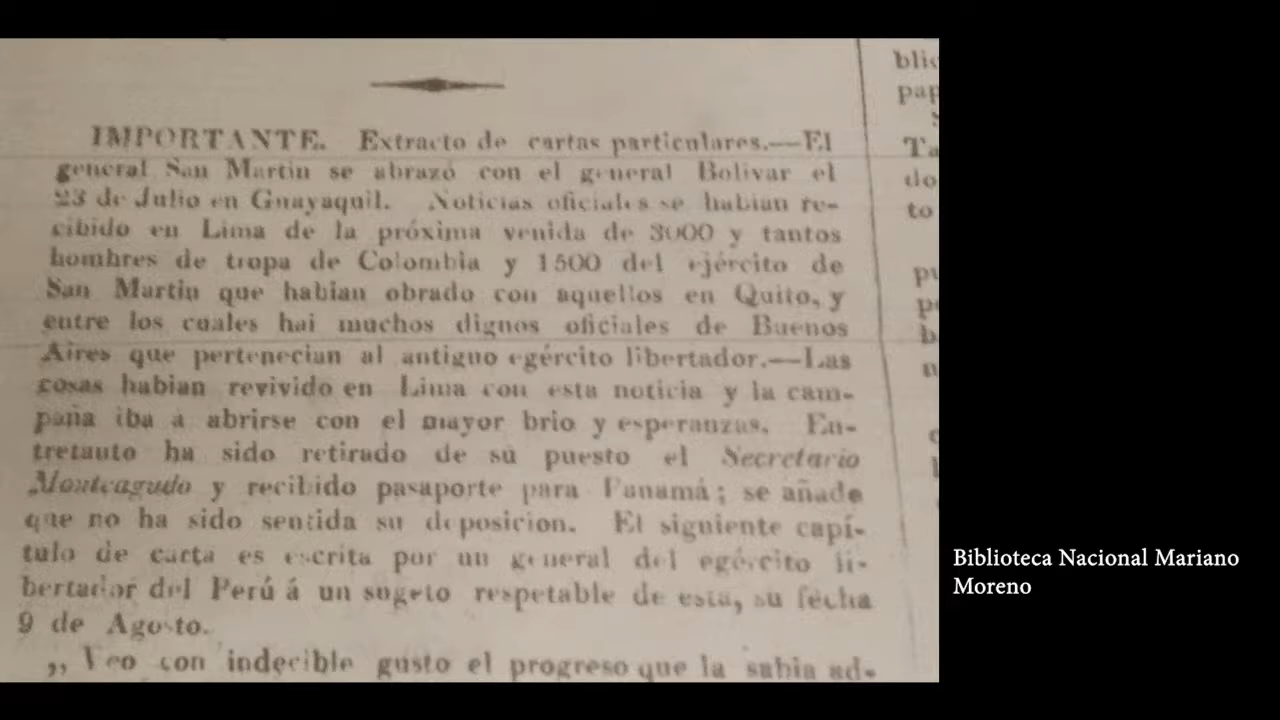 IMPORTANTE. Extracto de cartas particulares.—El
general San Martin se abrazó con el general Bolivar el
23 de Julio en Guayaquil. Noticias oficiales se habian re-
cibido en Lima de la próxima venida de 3000 y tantos
hombres de tropa de Colombia y 1500 del ejército de
San Martin que habian obrado con aquellos en Quito, y
entre los cuales hai muchos dignos oficiales de Buenos
Aires que pertenecian al antiguo egército libertador.—Las
cosas habian revivido en Lima con esta noticia y la cam-
paña iba a abrirse con el mayor brio y esperanzas. En-
tretanto ha sido retirado de su puesto el Secretario
Monteagudo y recibido pasaporte para Panamá; se añade
que no ha sido sentida su deposicion. El siguiente capí-
tulo de carta es escrita por un general del egército li-
bertador del Perú á un sugeto respetable de esta, su fecha
9 de Agosto.
„ Veo con indecible gusto el progreso que la sabia ad-
blic
pap
Ta
do
to
pu
pe
b
n
Biblioteca Nacional Mariano
Moreno